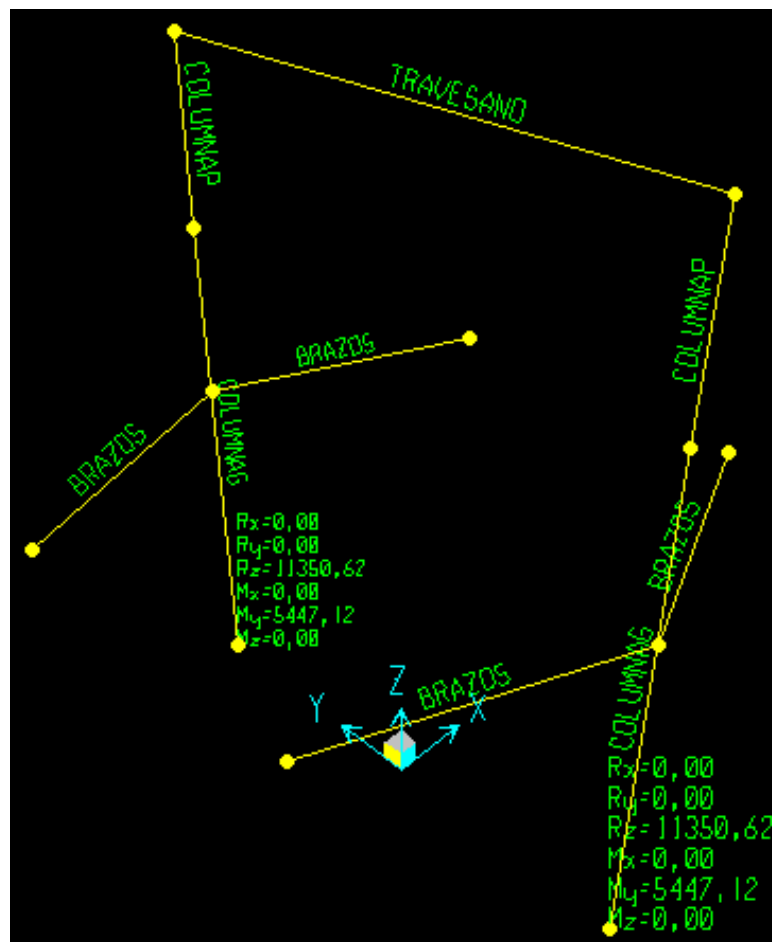 TRAVESANO
COLUMNAP
COLUMNAP
BRAZOS
COLUMNAG
BRAZOS
BRAZOS
Rx=0,00
Ry=0,00
Rz=11350,62
Mx=0,00
My=5447,12
Mz=0,00
COLUMNAG
BRAZOS
Z
Y
X
Rx=0,00
Ry=0,00
Rz=11350,62
Mx=0,00
My=5447,12
Mz=0,00